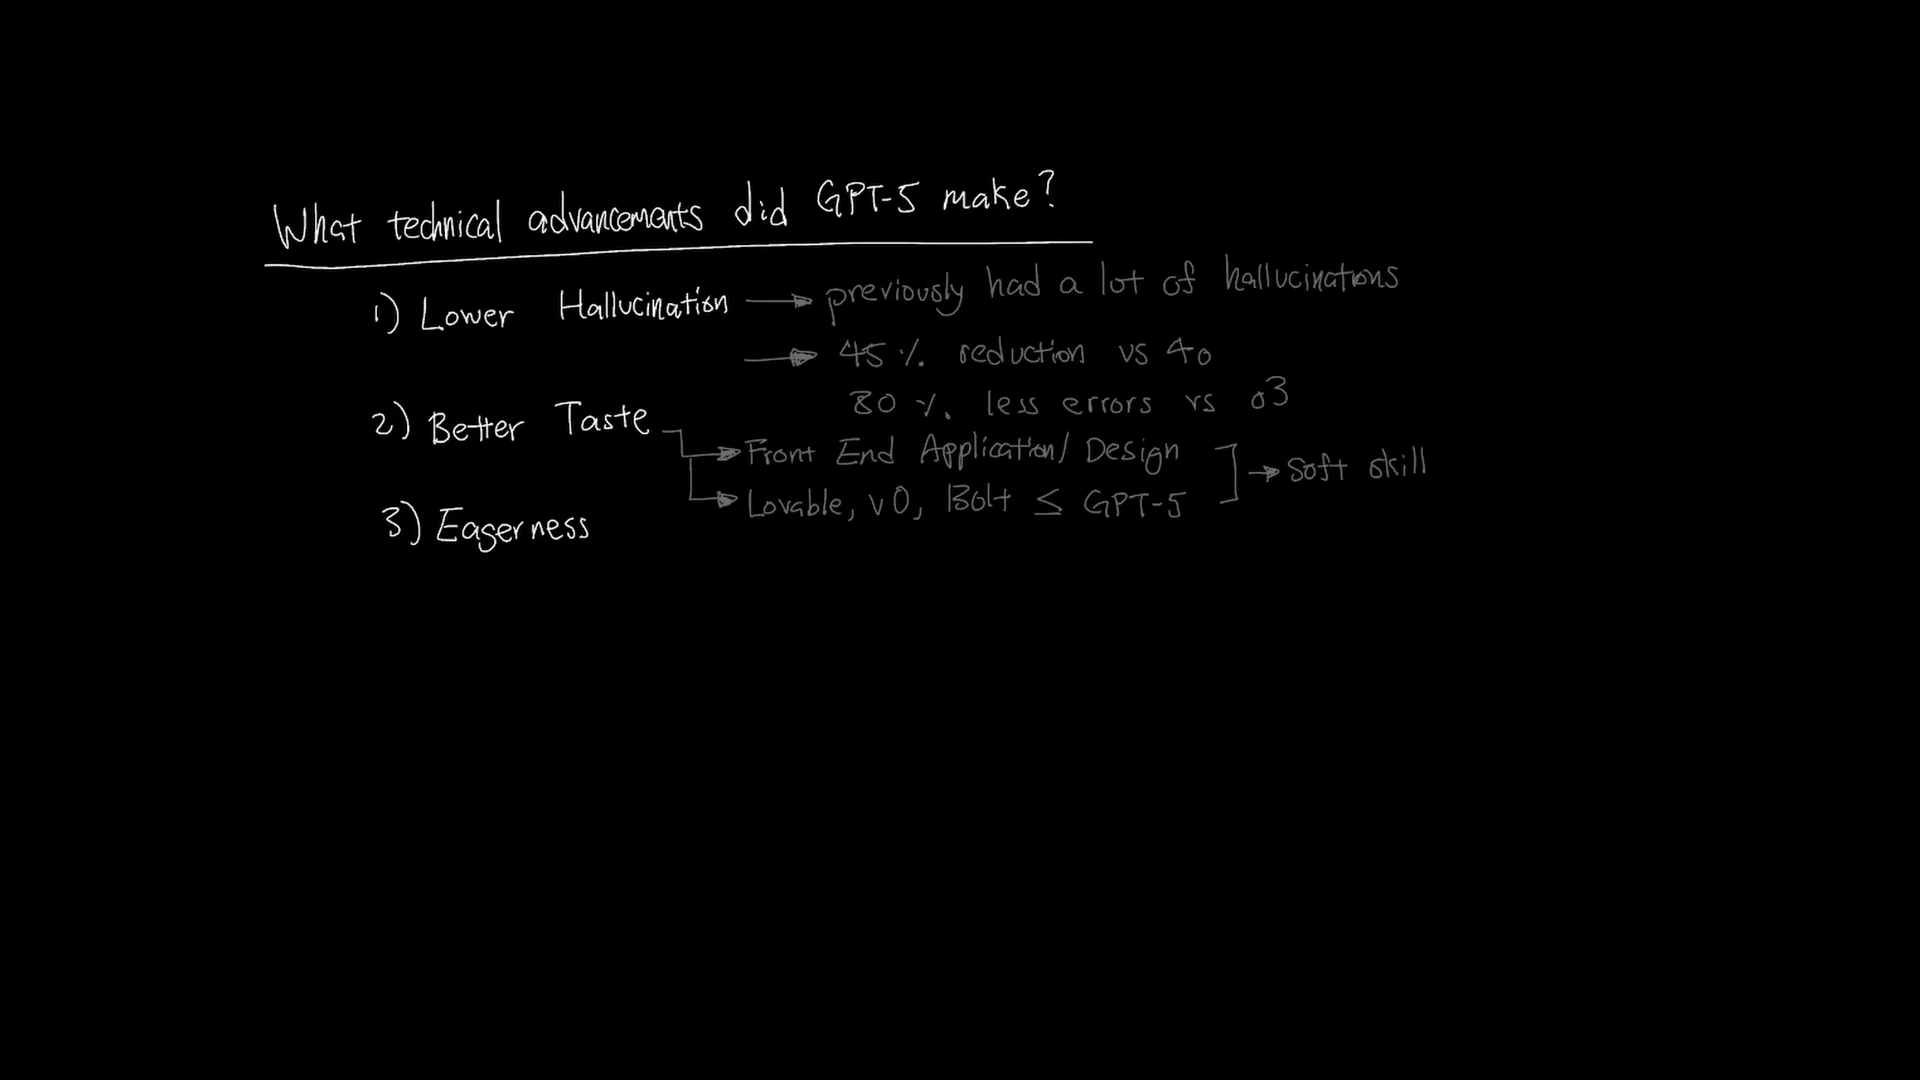 What technical advancements did GPT-5 make?
1) Lower Hallucination → previously had a lot of hallucinations
→ 45% reduction vs 4o
80% less errors vs o3
2) Better Taste
→ Front End Application/Design
→ Lovable, v0, Bolt ≤ GPT-5
→ soft skill
3) Eagerness